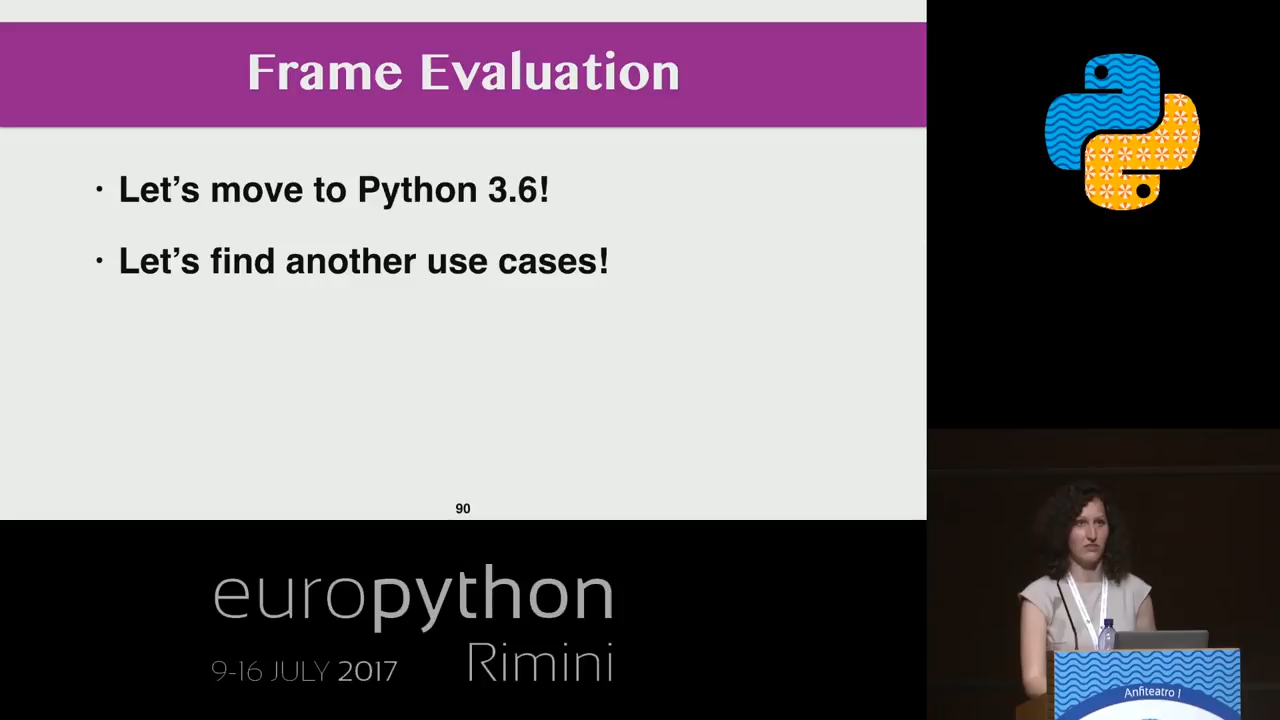 Frame Evaluation
· Let’s move to Python 3.6!
· Let’s find another use cases!
90
europython
9-16 JULY 2017 Rimini
Anfiteatro |